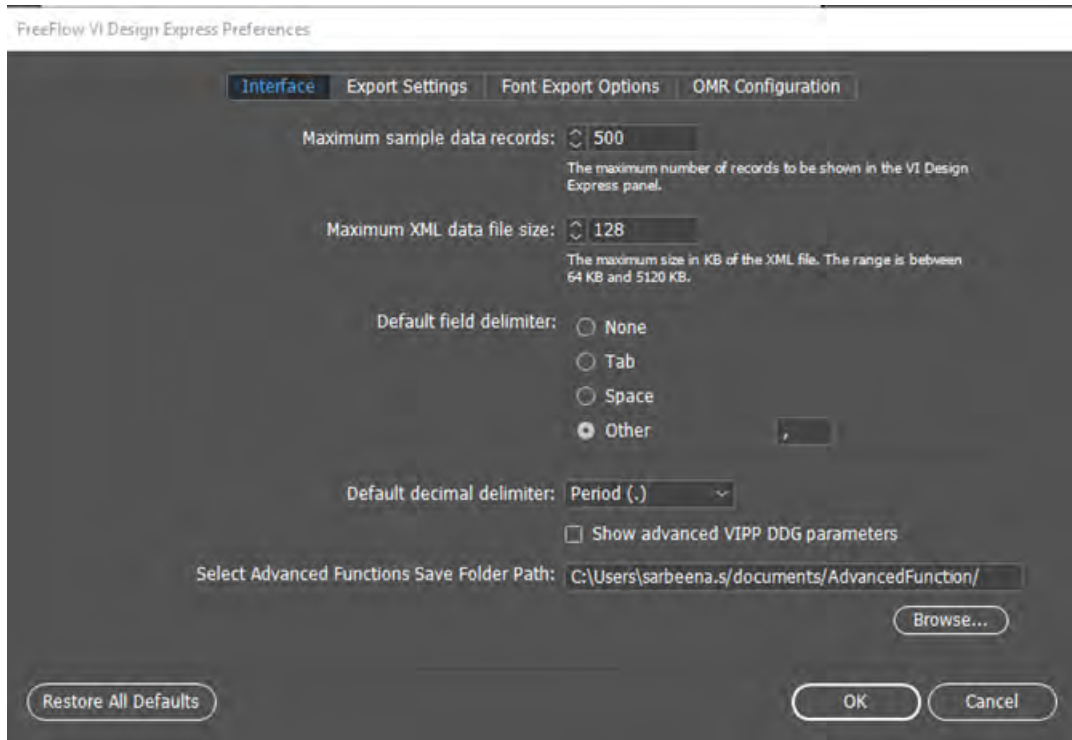 FreeFlow VI Design Express Preferences
Interface Export Settings Font Export Options OMR Configuration
Maximum sample data records: 500
The maximum number of records to be shown in the VI Design
Express panel.
Maximum XML data file size: 128
The maximum size in KB of the XML file. The range is between
64 KB and 5120 KB.
Default field delimiter: None
Tab
Space
Other ,
Default decimal delimiter: Period (.)
Show advanced VIPP DDG parameters
Select Advanced Functions Save Folder Path: C:\Users\sarbeena.s/documents/AdvancedFunction/
Browse...
Restore All Defaults OK Cancel